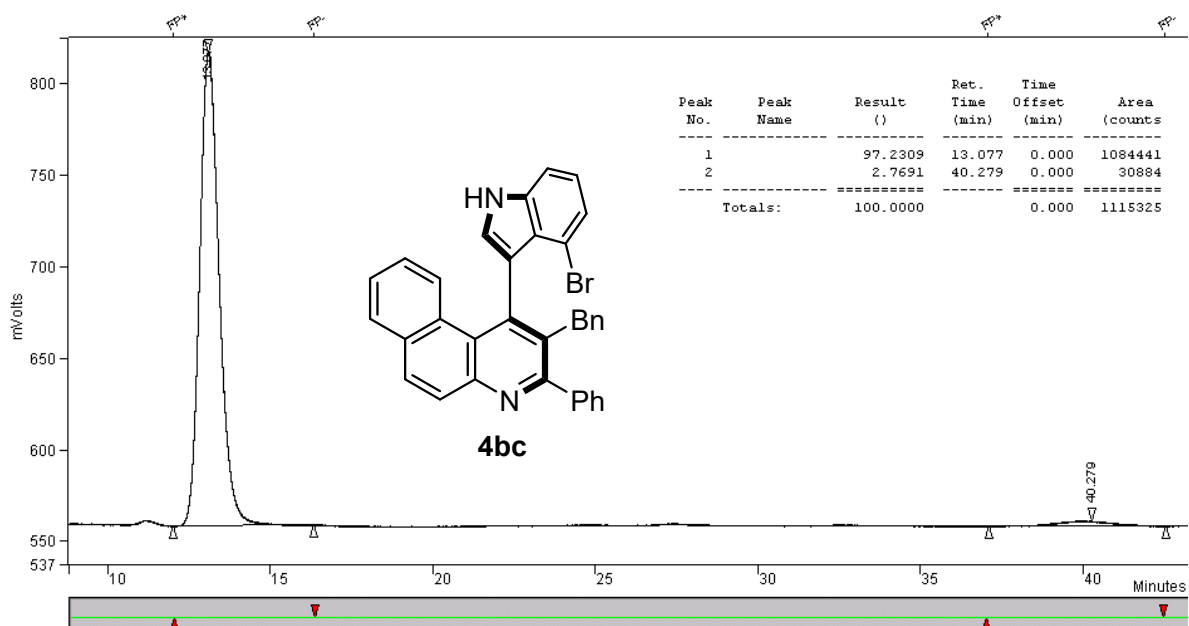 FP* FP- FP* FP-
Ret. Time
Peak Peak Result Time Offset Area
No. Name () (min) (min) (counts
---- ------------ ---------- ------- ------- -------
1 97.2309 13.077 0.000 1084441
2 2.7691 40.279 0.000 30884
---- ------------ ========== ------- ======= =======
Totals: 100.0000 0.000 1115325
13.077
40.279
800
750
700
650
600
550
537
mVolts
HN
Br
Bn
N
Ph
4bc
10 15 20 25 30 35 40 Minutes